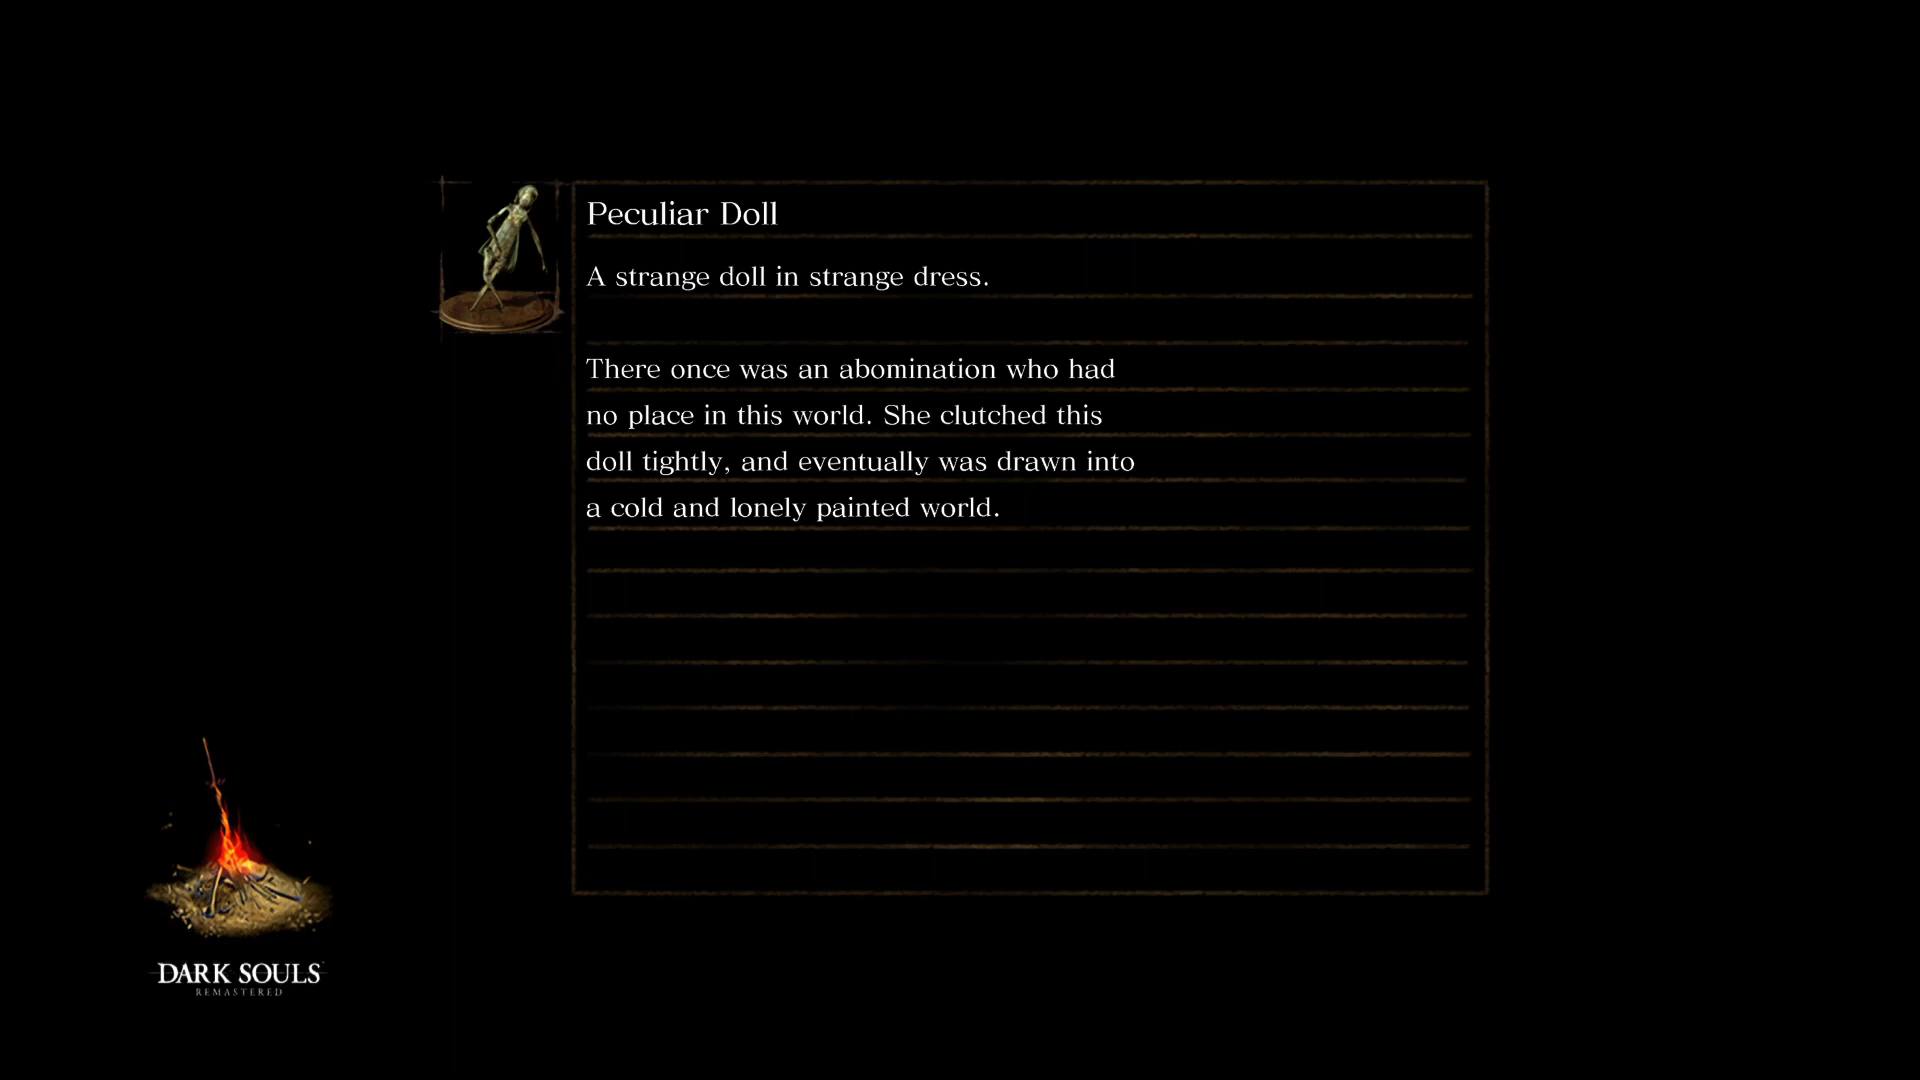 Peculiar Doll
A strange doll in strange dress.
There once was an abomination who had
no place in this world. She clutched this
doll tightly, and eventually was drawn into
a cold and lonely painted world.
DARK SOULS
REMASTERED